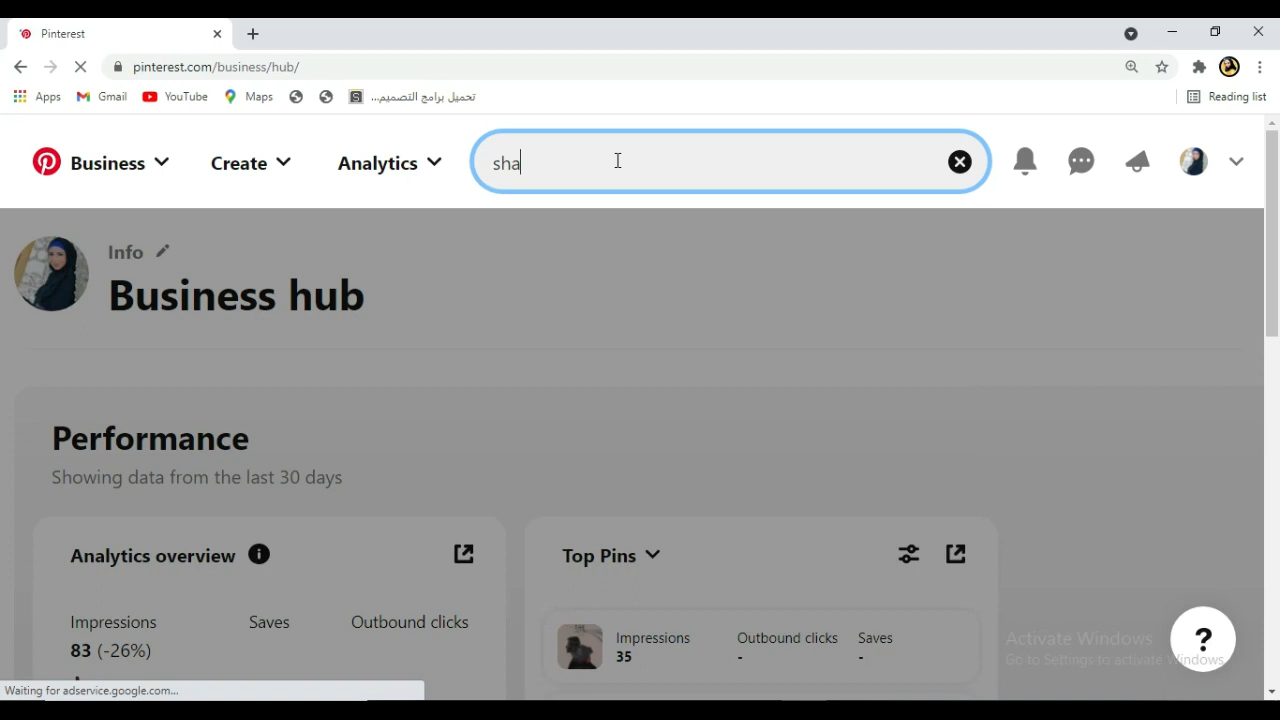 Pinterest
pinterest.com/business/hub/
Apps Gmail YouTube Maps تحميل برامج التصميم... Reading list
Business Create Analytics sha
Info
Business hub
Performance
Showing data from the last 30 days
Analytics overview Top Pins
Impressions Saves Outbound clicks
83 (-26%)
Impressions Outbound clicks Saves
35 - -
Activate Windows
Go to Settings to activate Windows.
?
Waiting for adservice.google.com...